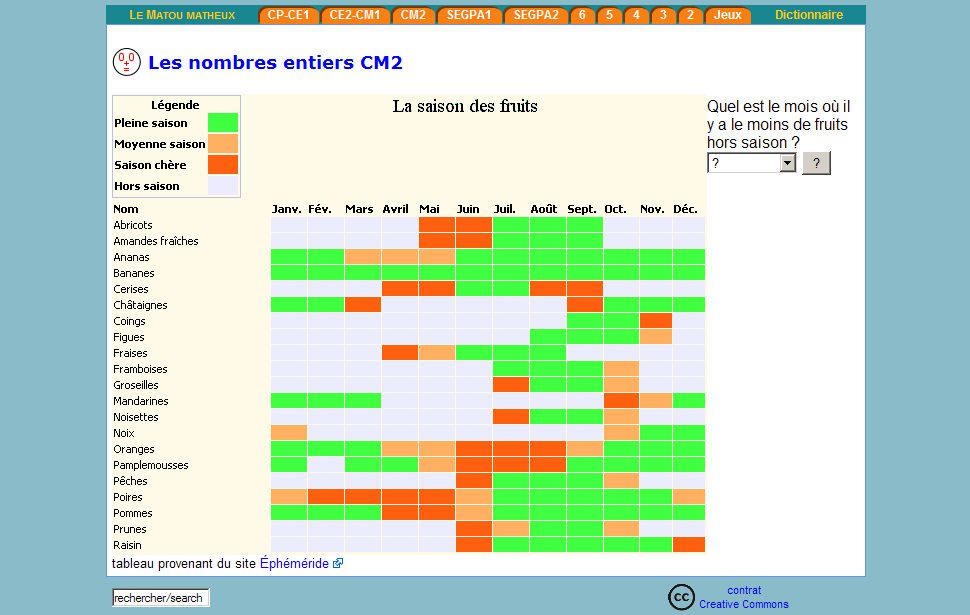 Le Matou matheux CP-CE1 CE2-CM1 CM2 SEGPA1 SEGPA2 6 5 4 3 2 Jeux Dictionnaire
Les nombres entiers CM2
Légende
Pleine saison
Moyenne saison
Saison chère
Hors saison
La saison des fruits
Quel est le mois où il
y a le moins de fruits
hors saison ?
? ?
Nom Janv. Fév. Mars Avril Mai Juin Juil. Août Sept. Oct. Nov. Déc.
Abricots
Amandes fraîches
Ananas
Bananes
Cerises
Châtaignes
Coings
Figues
Fraises
Framboises
Groseilles
Mandarines
Noisettes
Noix
Oranges
Pamplemousses
Pêches
Poires
Pommes
Prunes
Raisin
tableau provenant du site Éphéméride
rechercher/search
cc
contrat
Creative Commons